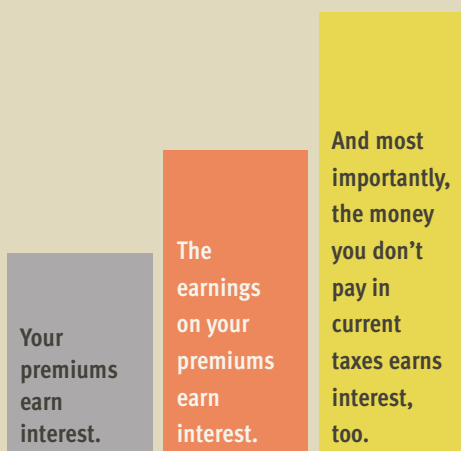 Your
premiums
earn
interest.
The
earnings
on your
premiums
earn
interest.
And most
importantly,
the money
you don’t
pay in
current
taxes earns
interest,
too.